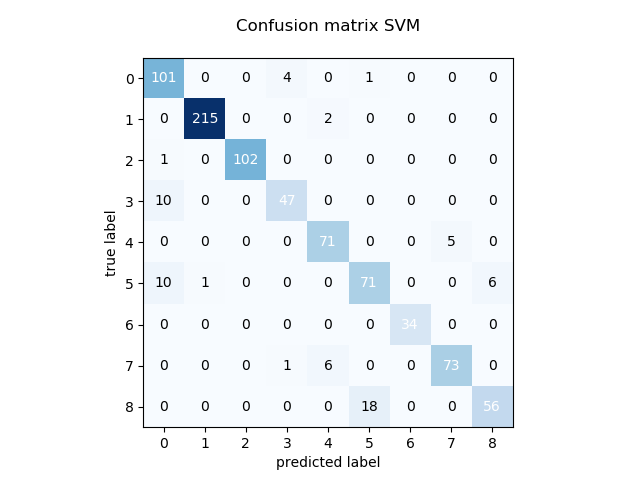 Confusion matrix SVM
0 101 0 0 4 0 1 0 0 0
1 0 215 0 0 2 0 0 0 0
2 1 0 102 0 0 0 0 0 0
3 10 0 0 47 0 0 0 0 0
4 0 0 0 0 71 0 0 5 0
true label
5 10 1 0 0 0 71 0 0 6
6 0 0 0 0 0 0 34 0 0
7 0 0 0 1 6 0 0 73 0
8 0 0 0 0 0 18 0 0 56
0 1 2 3 4 5 6 7 8
predicted label